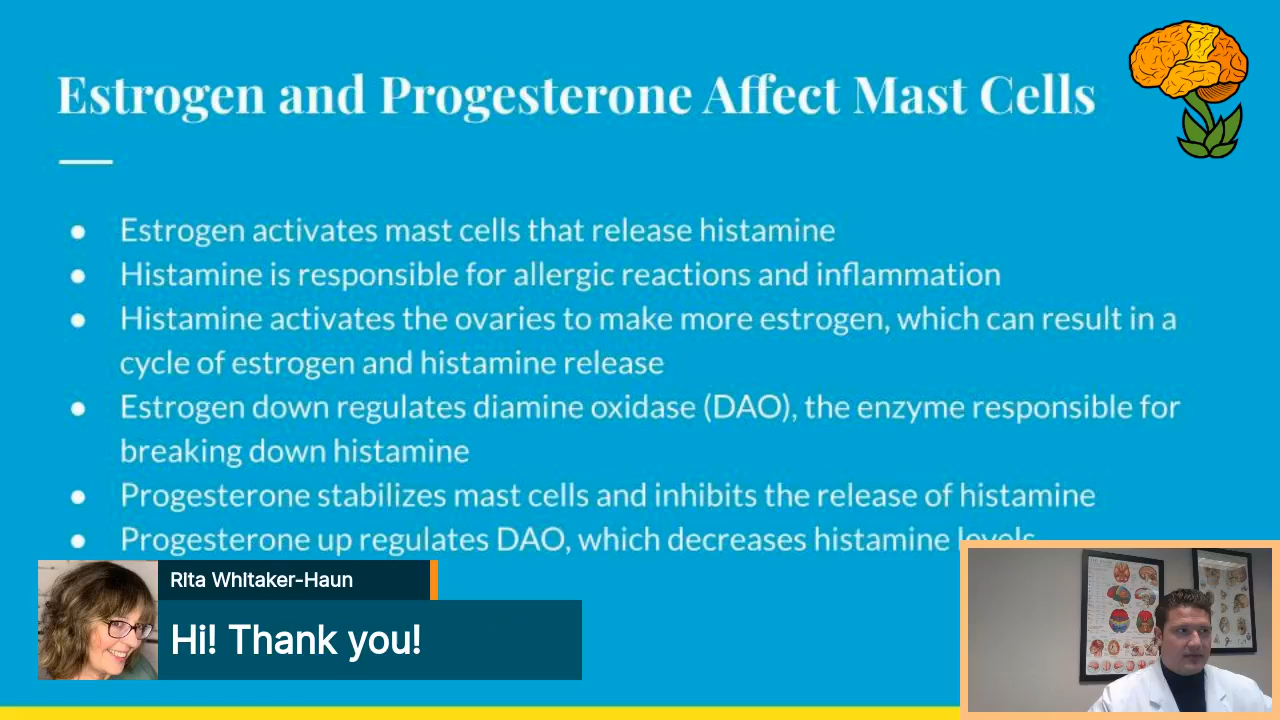 Estrogen and Progesterone Affect Mast Cells
● Estrogen activates mast cells that release histamine
● Histamine is responsible for allergic reactions and inflammation
● Histamine activates the ovaries to make more estrogen, which can result in a
cycle of estrogen and histamine release
● Estrogen down regulates diamine oxidase (DAO), the enzyme responsible for
breaking down histamine
● Progesterone stabilizes mast cells and inhibits the release of histamine
● Progesterone up regulates DAO, which decreases histamine levels
Rita Whitaker-Haun
Hi! Thank you!